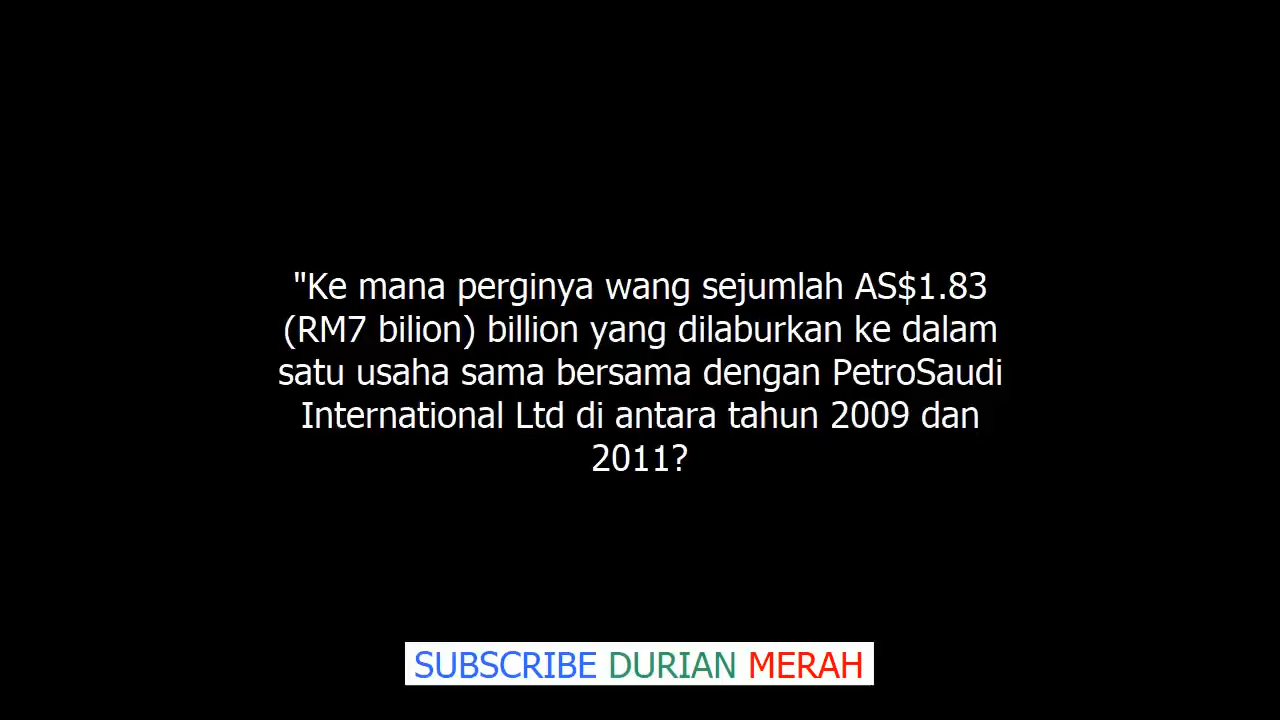 "Ke mana perginya wang sejumlah AS$1.83
(RM7 bilion) billion yang dilaburkan ke dalam
satu usaha sama bersama dengan PetroSaudi
International Ltd di antara tahun 2009 dan
2011?
SUBSCRIBE DURIAN MERAH